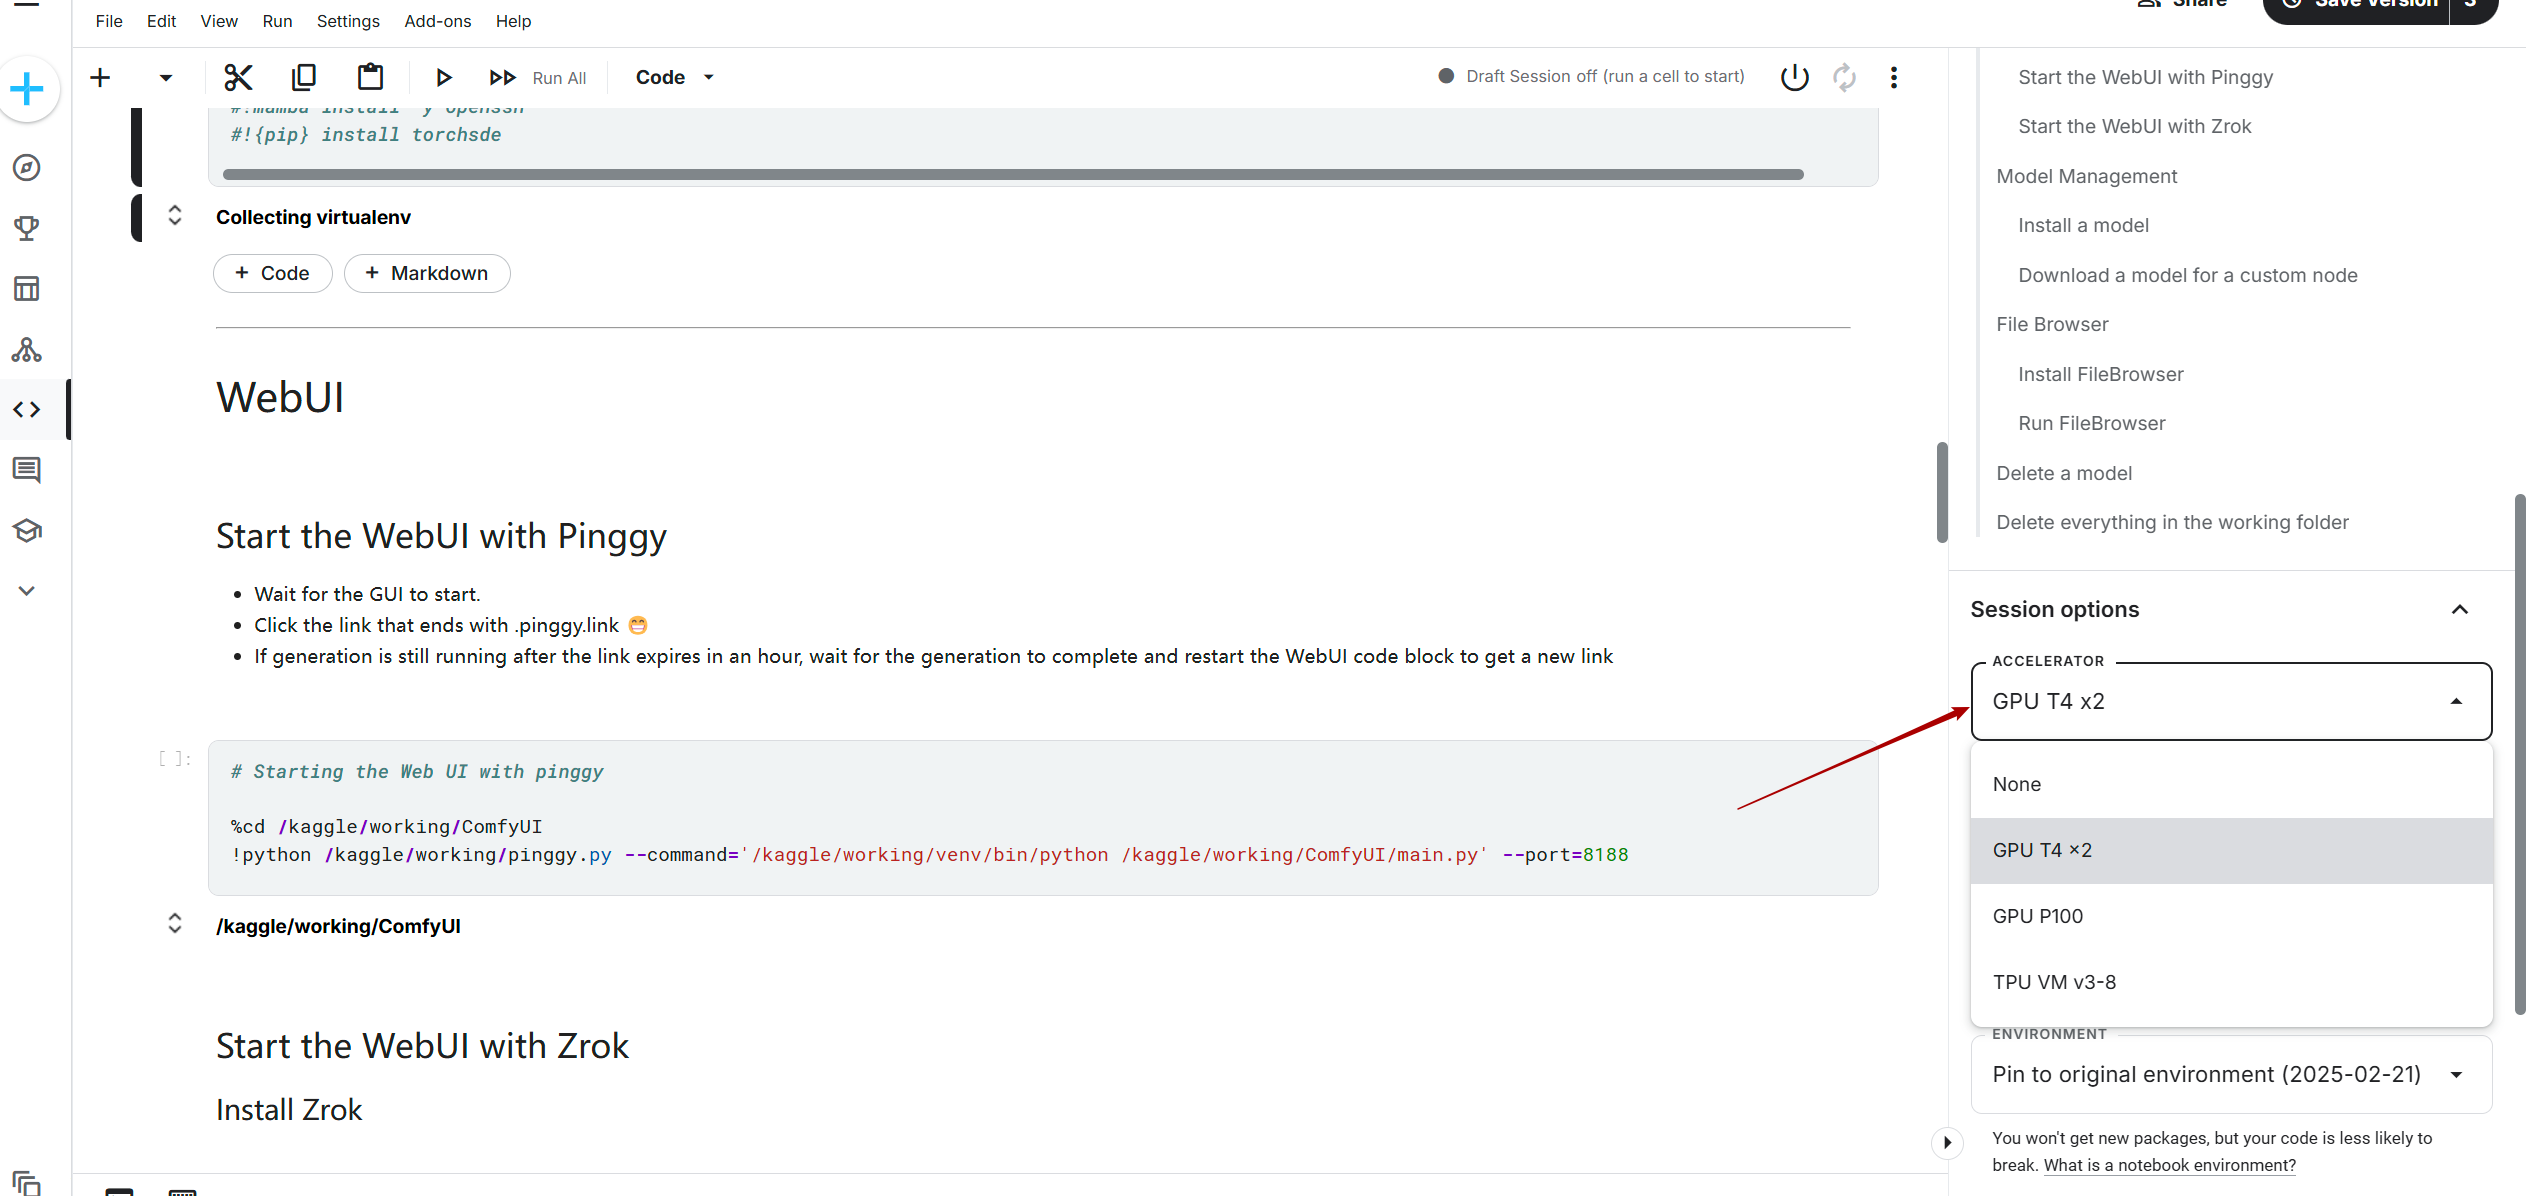 File Edit View Run Settings Add-ons Help
Share
Save Version 3
Run All
Code
Draft Session off (run a cell to start)
#!mamba install -y openssh
#!{pip} install torchsde
Collecting virtualenv
+ Code
+ Markdown
WebUI
Start the WebUI with Pinggy
Wait for the GUI to start.
Click the link that ends with .pinggy.link 😁
If generation is still running after the link expires in an hour, wait for the generation to complete and restart the WebUI code block to get a new link
[ ]:
# Starting the Web UI with pinggy
%cd /kaggle/working/ComfyUI
!python /kaggle/working/pinggy.py --command='/kaggle/working/venv/bin/python /kaggle/working/ComfyUI/main.py' --port=8188
/kaggle/working/ComfyUI
Start the WebUI with Zrok
Install Zrok
Start the WebUI with Pinggy
Start the WebUI with Zrok
Model Management
Install a model
Download a model for a custom node
File Browser
Install FileBrowser
Run FileBrowser
Delete a model
Delete everything in the working folder
Session options
ACCELERATOR
GPU T4 x2
None
GPU T4 ×2
GPU P100
TPU VM v3-8
ENVIRONMENT
Pin to original environment (2025-02-21)
You won't get new packages, but your code is less likely to
break. What is a notebook environment?